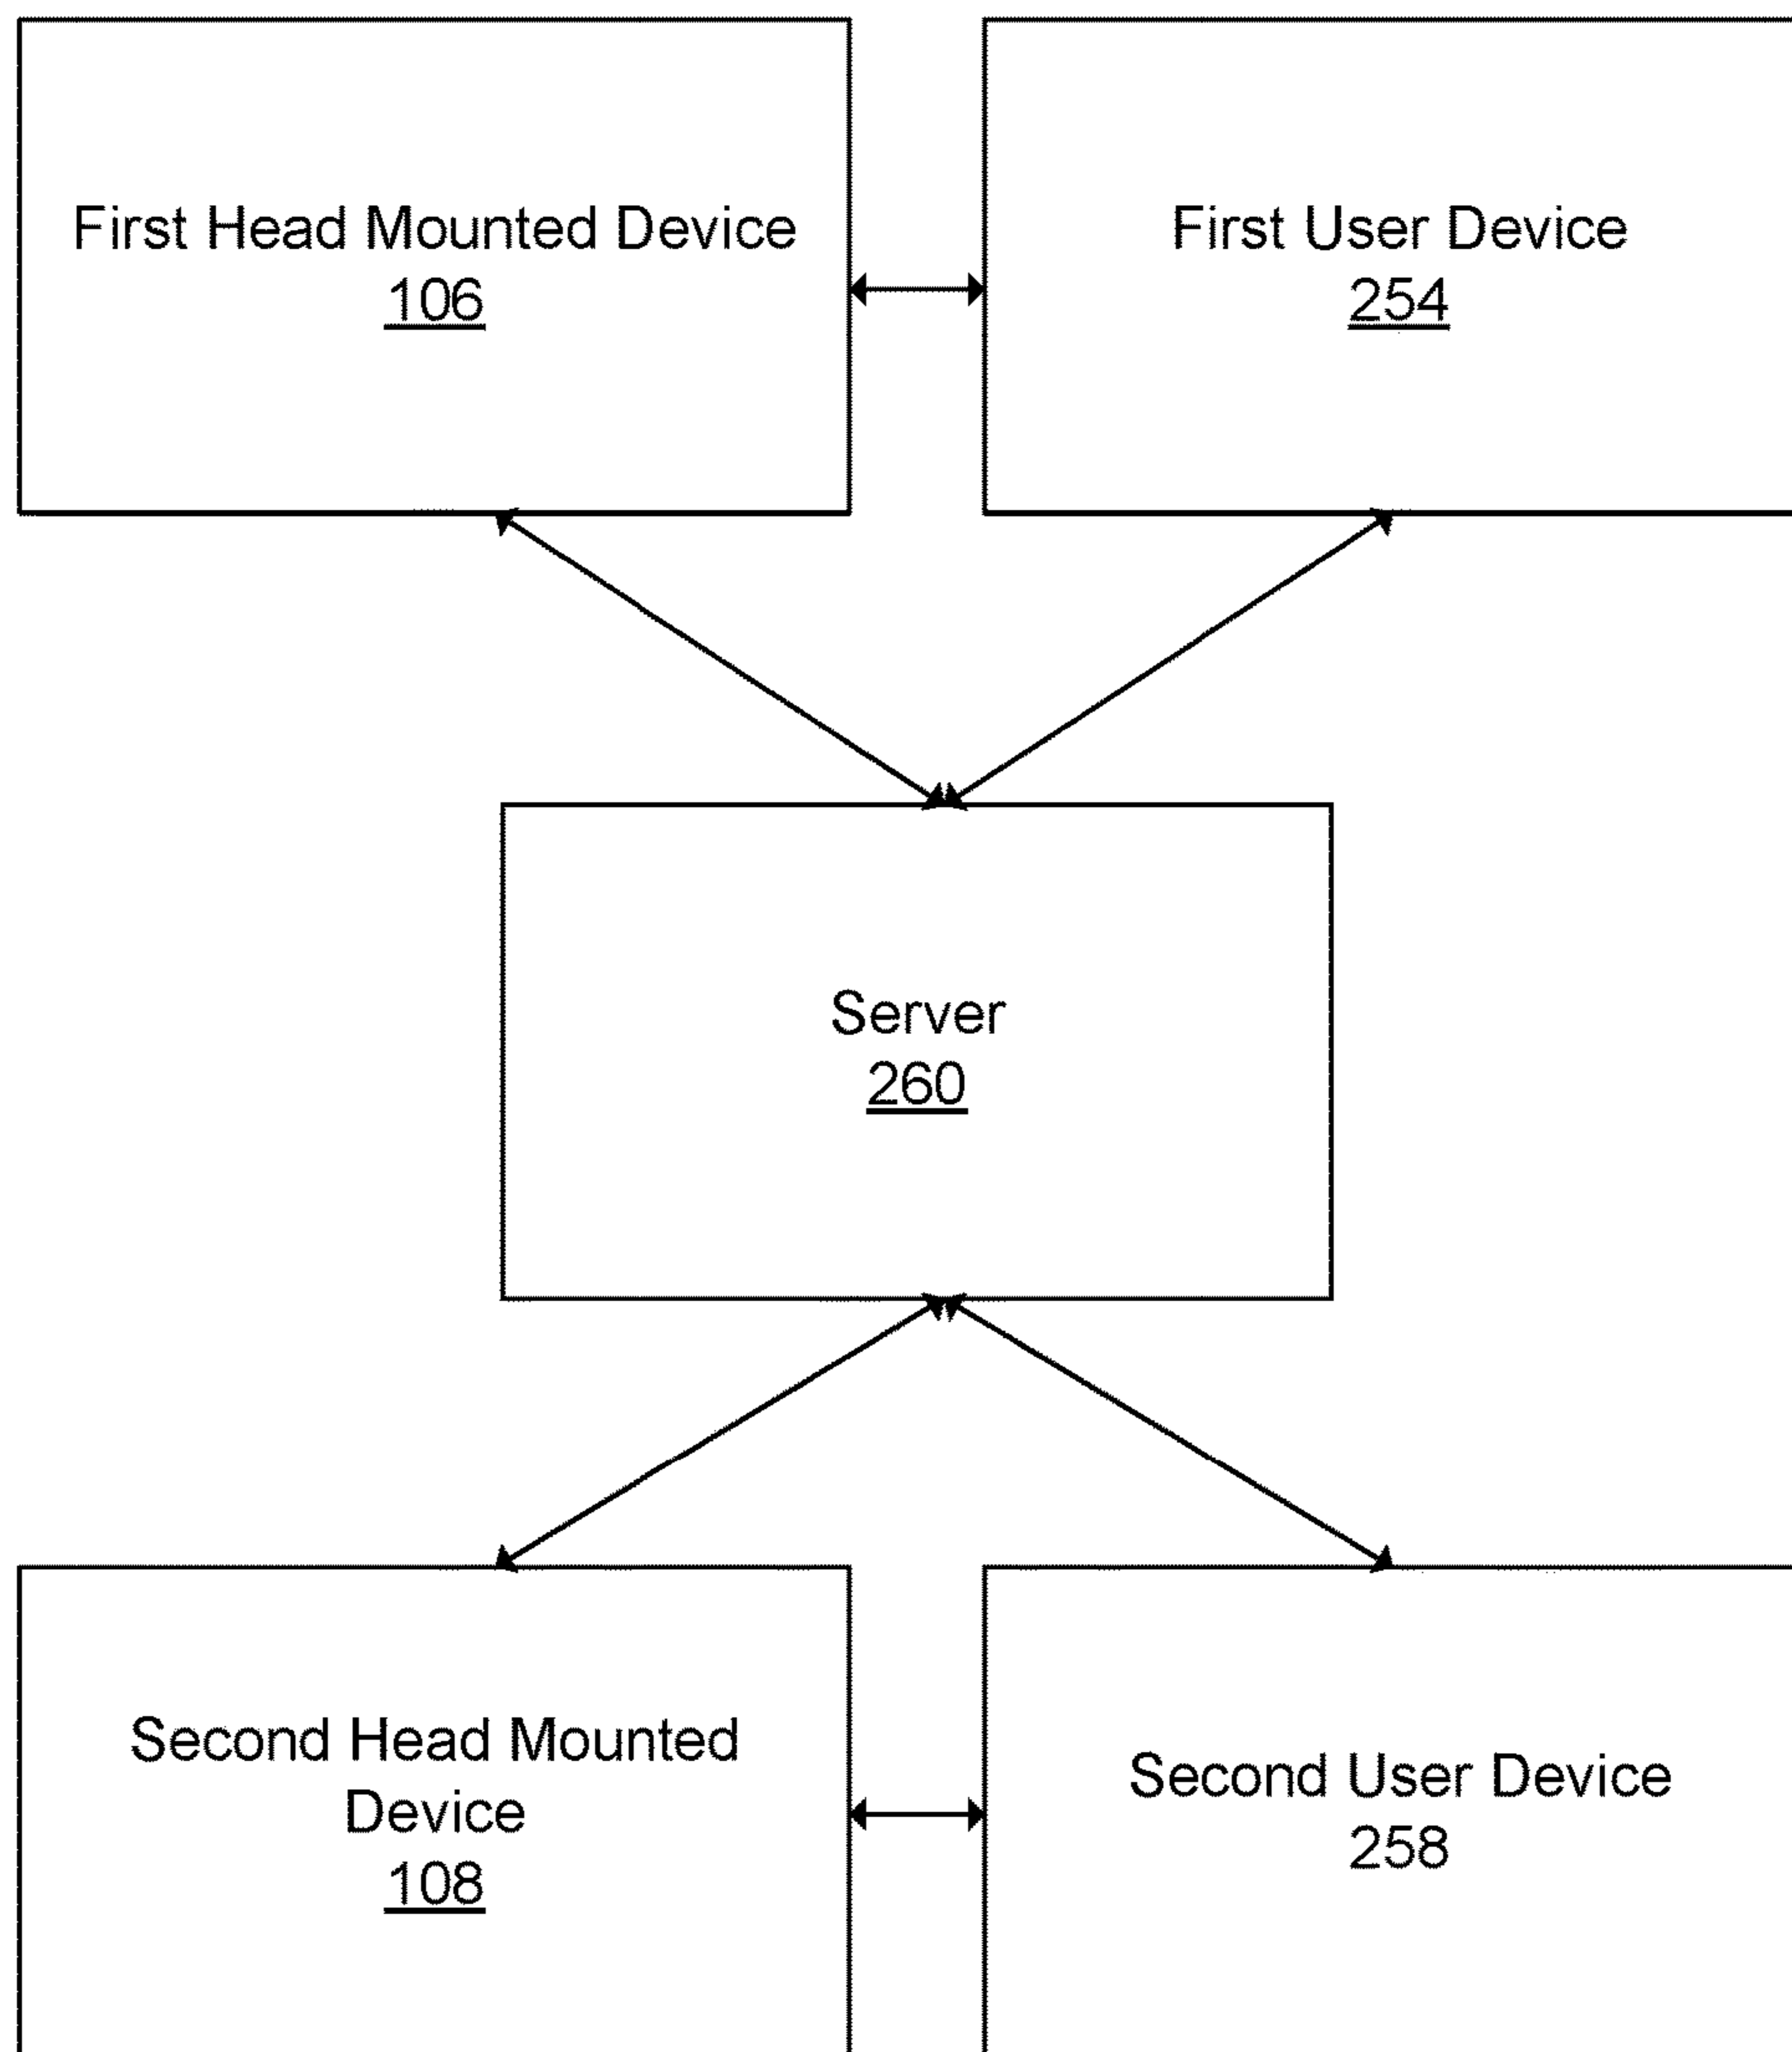 First Head Mounted Device
106
First User Device
254
Server
260
Second Head Mounted
Device
108
Second User Device
258